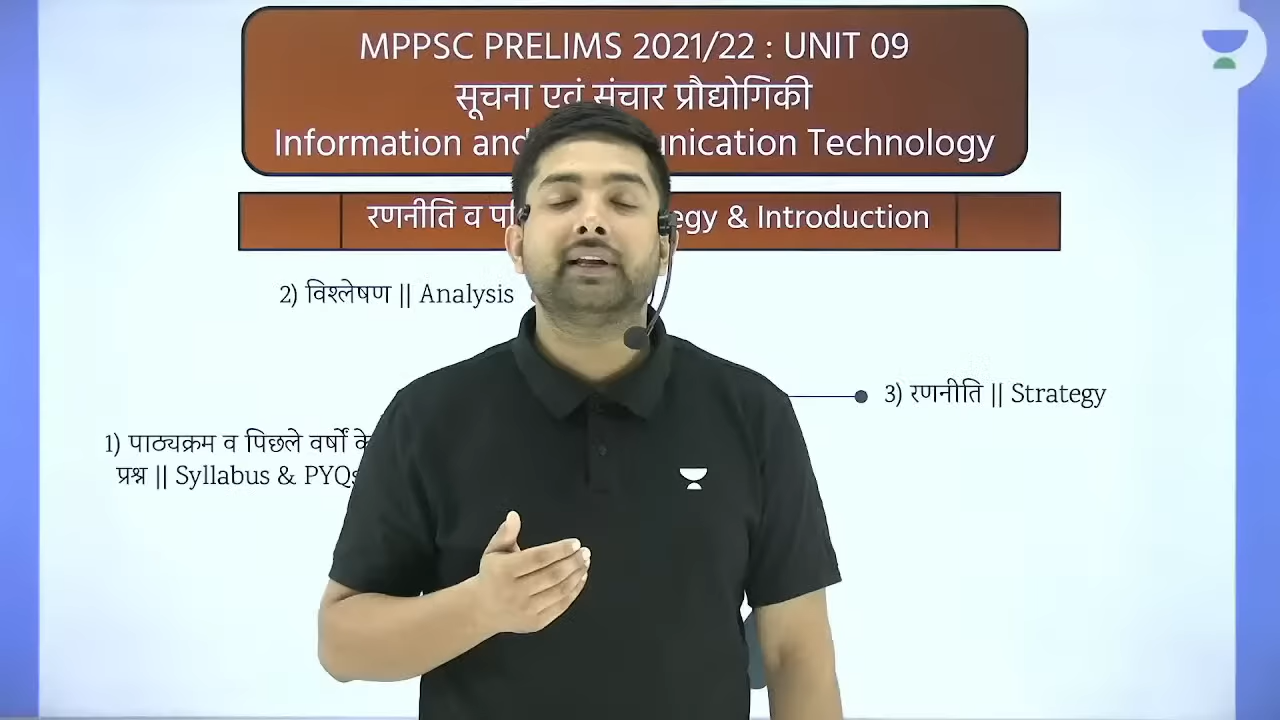 MPPSC PRELIMS 2021/22 : UNIT 09
सूचना एवं संचार प्रौद्योगिकी
Information and Technology
रणनीति व & Introduction
2) विश्लेषण || Analysis
3) रणनीति || Strategy
1) पाठ्यक्रम व पिछले वर्षों के
प्रश्न || Syllabus & PYQs